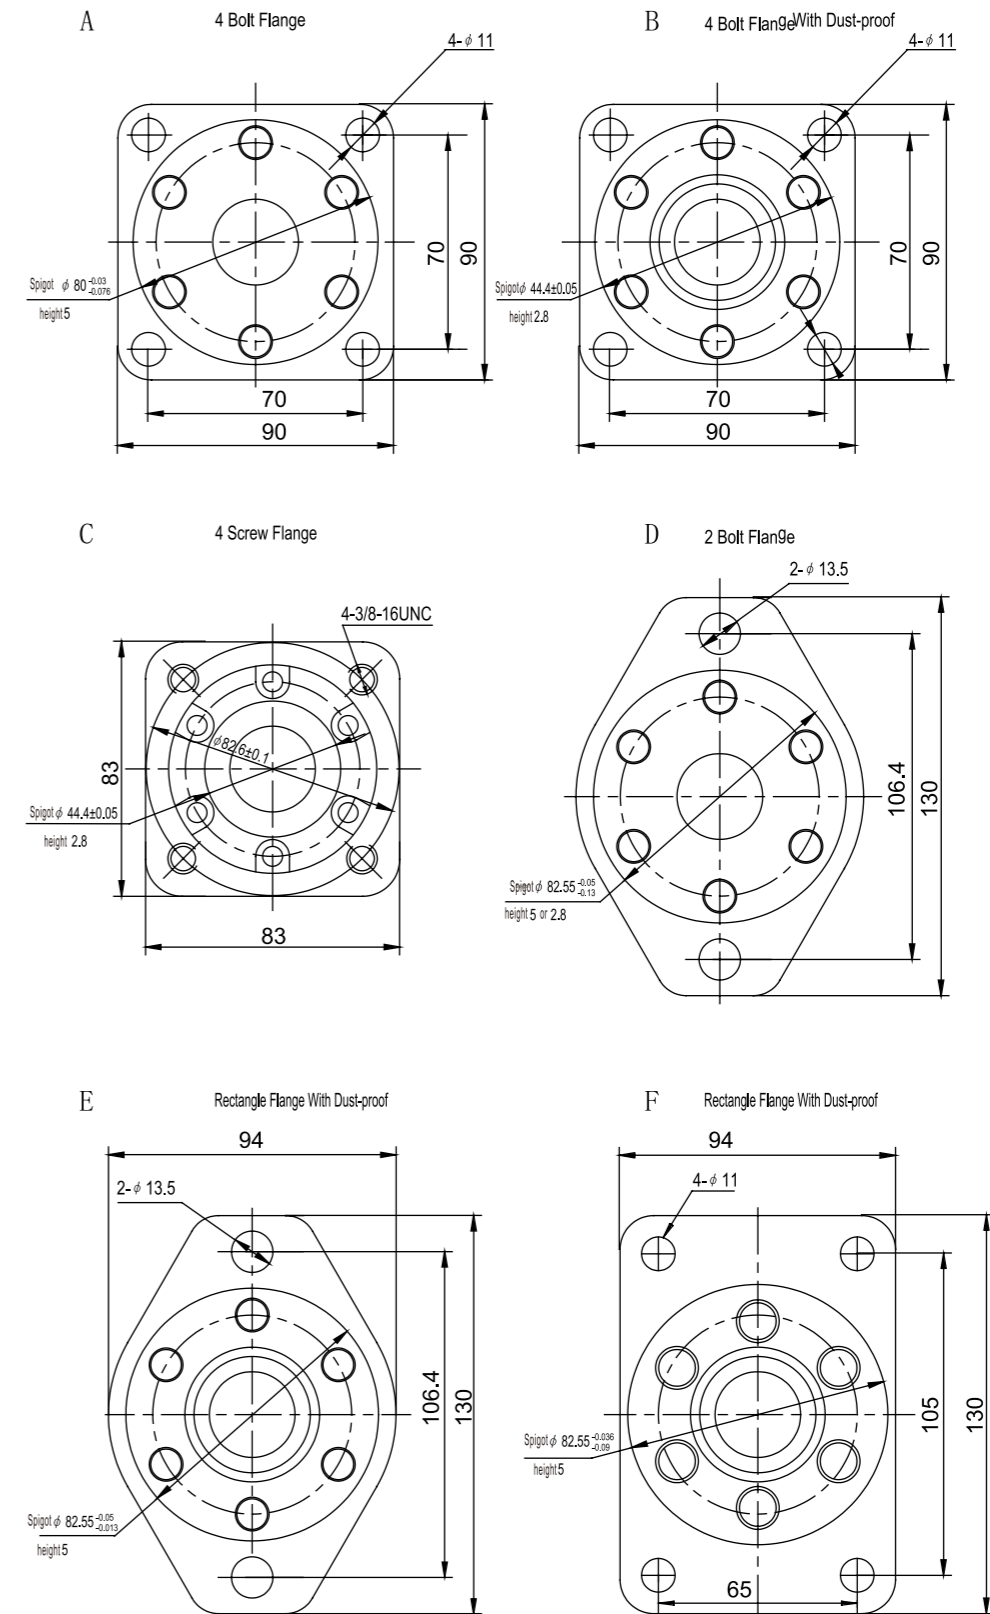 A
4 Bolt Flange
4-φ 11
70
90
Spigot φ 80 -0.03 -0.076
height 5
70
90
B
4 Bolt Flange With Dust-proof
4-φ 11
70
90
Spigot φ 44.4±0.05
height 2.8
70
90
C
4 Screw Flange
4-3/8-16UNC
φ82.6±0.1
83
Spigot φ 44.4±0.05
height 2.8
83
D
2 Bolt Flange
2-φ 13.5
106.4
130
Spigot φ 82.55 -0.05 -0.13
height 5 or 2.8
E
Rectangle Flange With Dust-proof
94
2-φ 13.5
106.4
130
Spigot φ 82.55 -0.05 -0.013
height 5
F
Rectangle Flange With Dust-proof
94
4-φ 11
105
130
Spigot φ 82.55 -0.036 -0.09
height 5
65